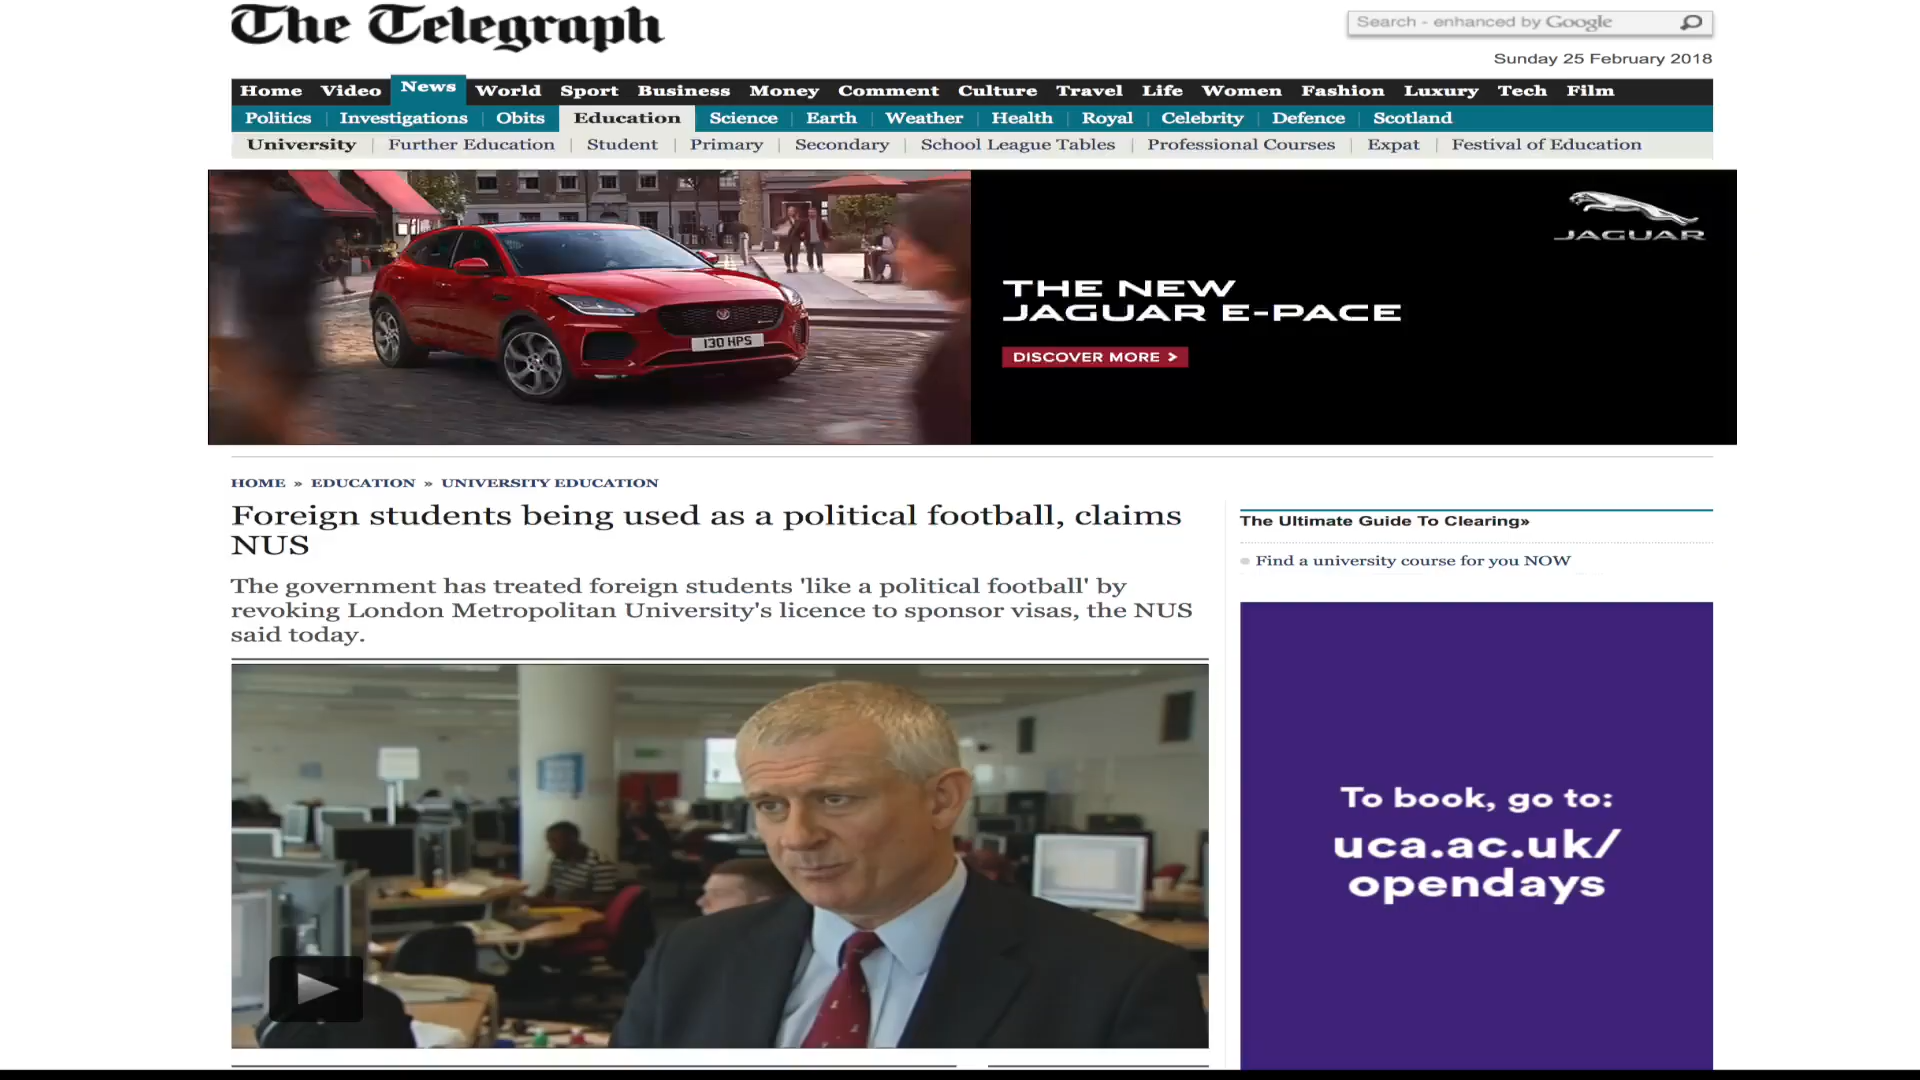 The Telegraph
Search - enhanced by Google
Sunday 25 February 2018
Home Video News World Sport Business Money Comment Culture Travel Life Women Fashion Luxury Tech Film
Politics Investigations Obits Education Science Earth Weather Health Royal Celebrity Defence Scotland
University Further Education Student Primary Secondary School League Tables Professional Courses Expat Festival of Education
JAGUAR
THE NEW
JAGUAR E-PACE
DISCOVER MORE >
130 HPS
HOME » EDUCATION » UNIVERSITY EDUCATION
Foreign students being used as a political football, claims
NUS
The government has treated foreign students 'like a political football' by
revoking London Metropolitan University's licence to sponsor visas, the NUS
said today.
The Ultimate Guide To Clearing»
Find a university course for you NOW
To book, go to:
uca.ac.uk/
opendays